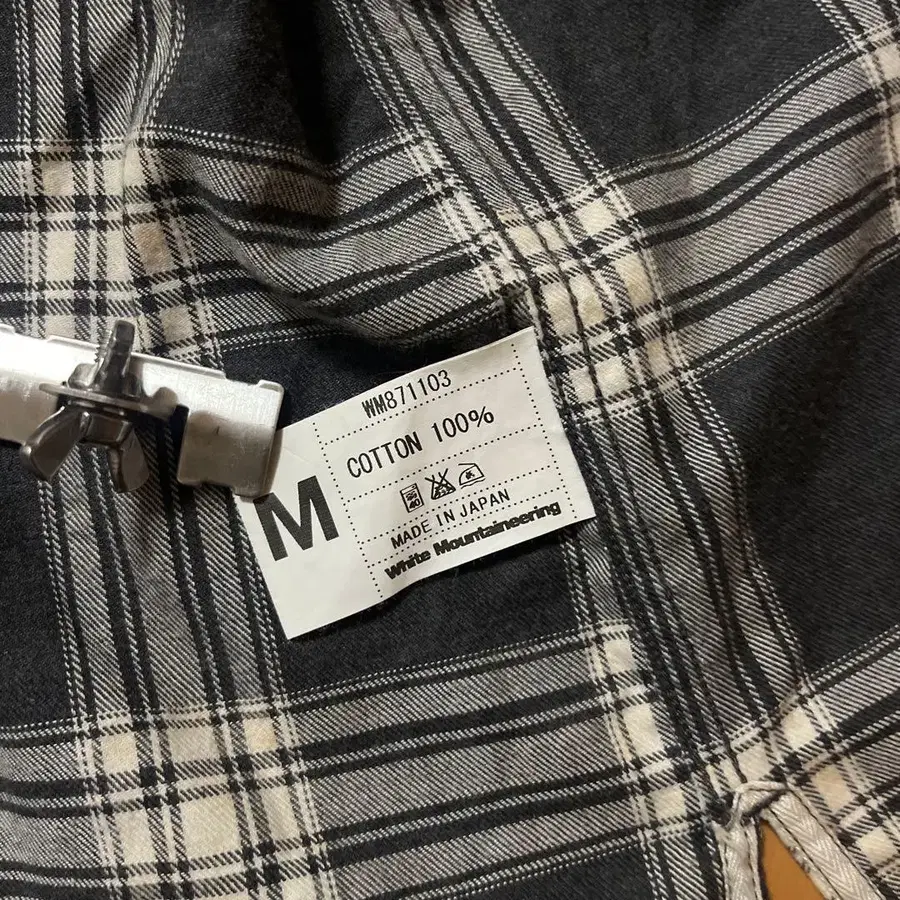 WM871103
COTTON 100%
M
MADE IN JAPAN
White Mountaineering